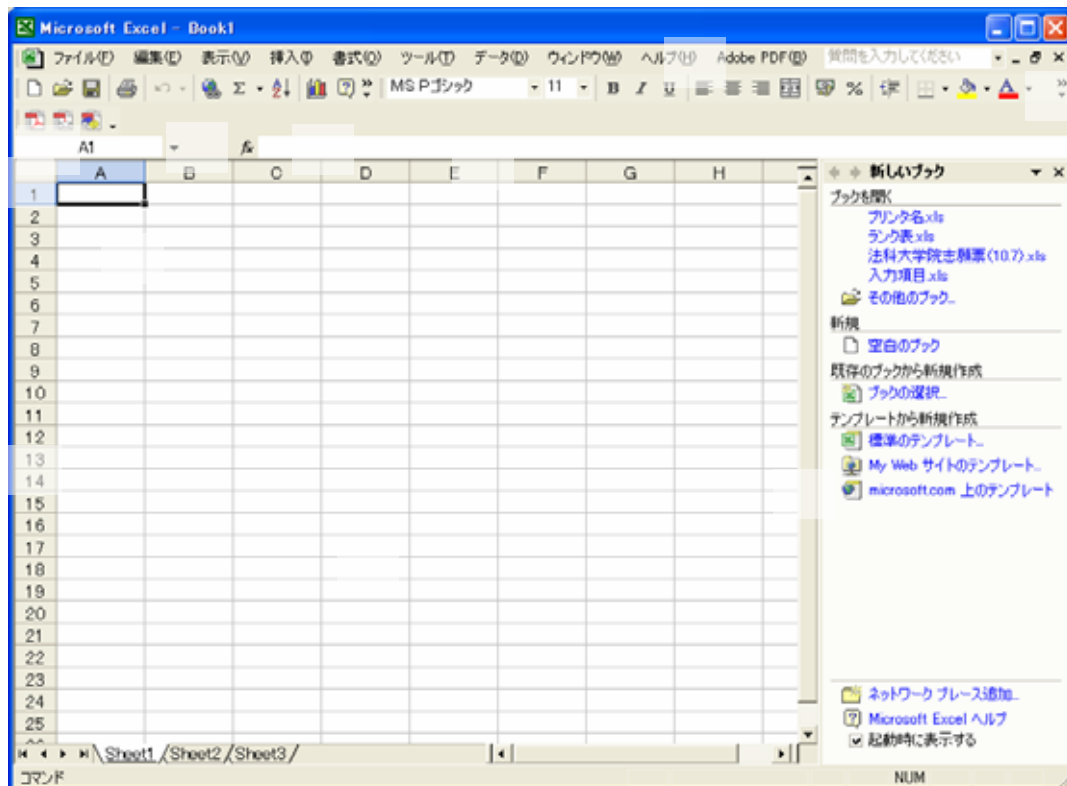 Microsoft Excel - Book1
ファイル(F) 編集(E) 表示(V) 挿入(I) 書式(O) ツール(T) データ(D) ウィンドウ(W) ヘルプ(H) Adobe PDF(B) 質問を入力してください
MS Pゴシック 11 B I U %
A1 fx
A B C D E F G H
1
2
3
4
5
6
7
8
9
10
11
12
13
14
15
16
17
18
19
20
21
22
23
24
25
新しいブック
ブックを開く
プリンタ名.xls
ランク表.xls
法科大学院志願票(10.7).xls
入力項目.xls
その他のブック...
新規
空白のブック
既存のブックから新規作成
ブックの選択...
テンプレートから新規作成
標準のテンプレート...
My Web サイトのテンプレート...
microsoft.com 上のテンプレート
ネットワーク プレース追加...
Microsoft Excel ヘルプ
起動時に表示する
Sheet1 Sheet2 Sheet3
コマンド NUM